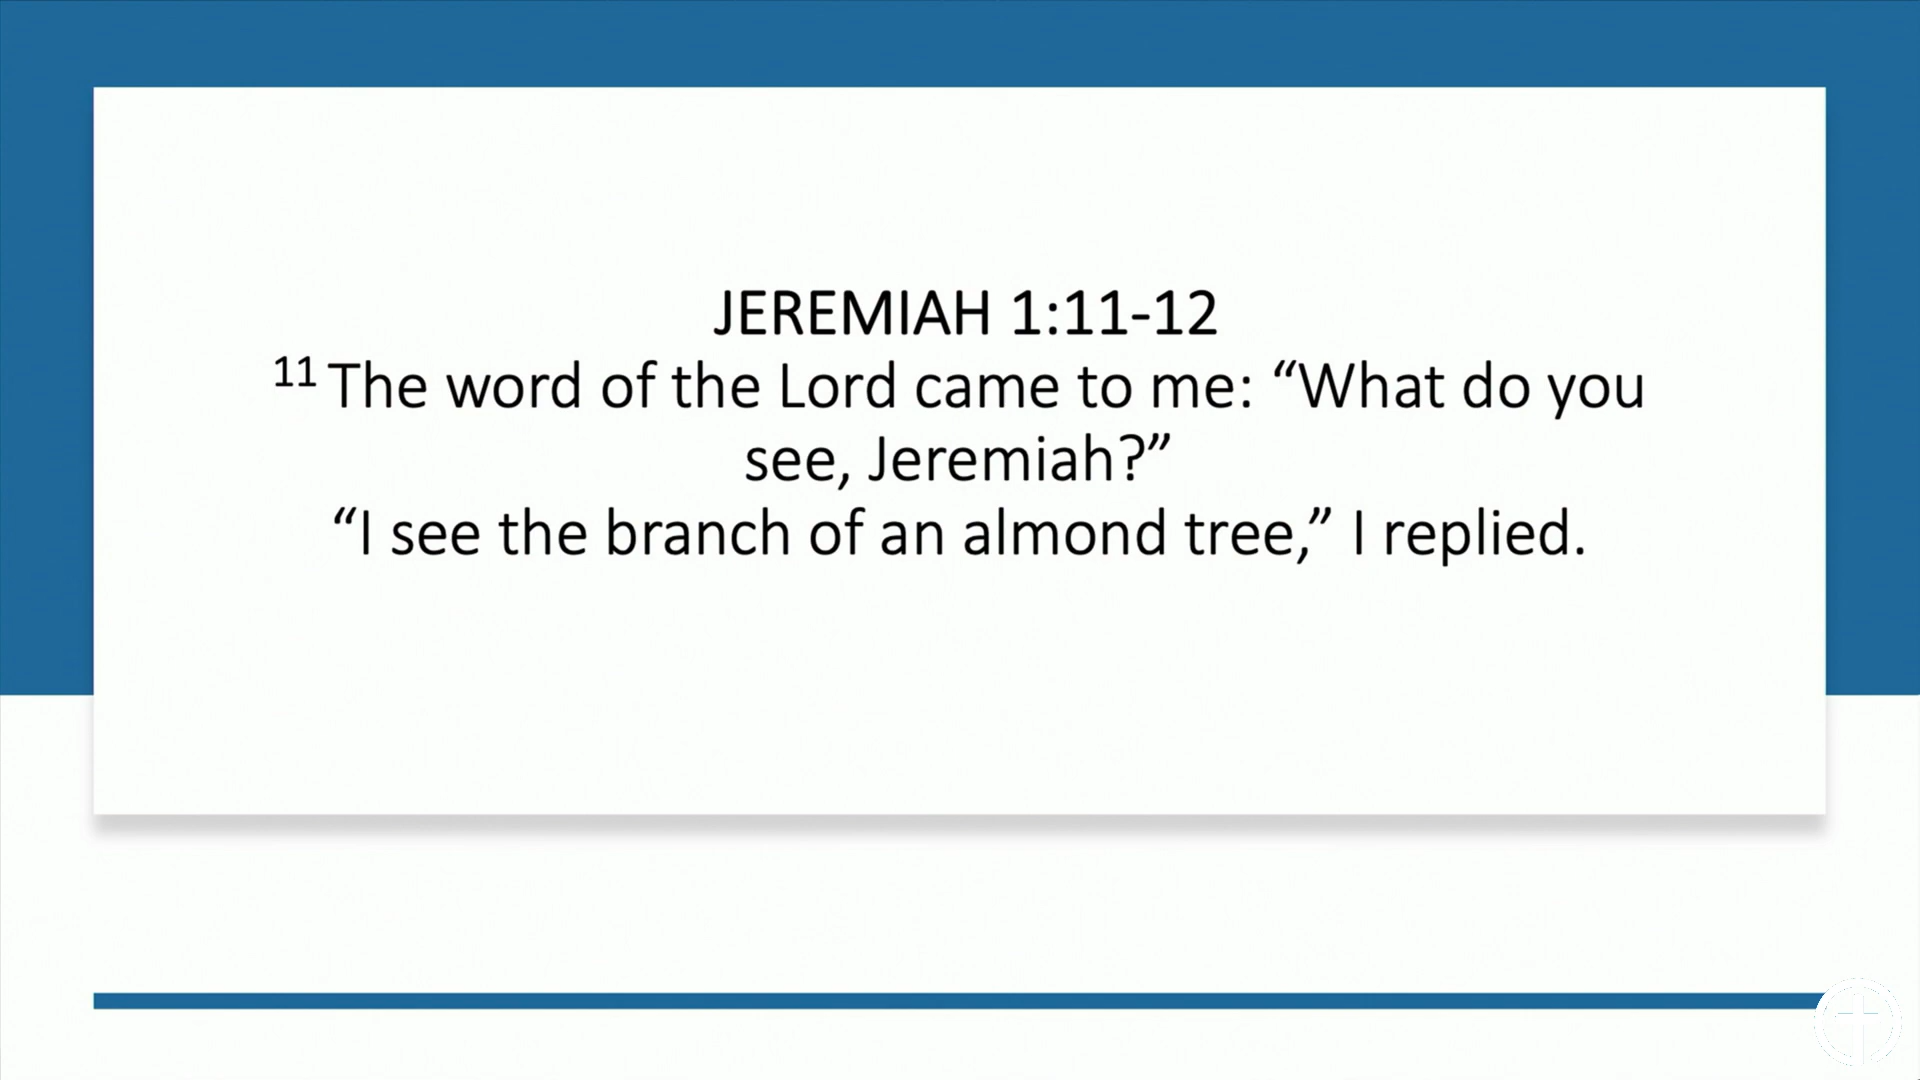 JEREMIAH 1:11-12
11 The word of the Lord came to me: “What do you
see, Jeremiah?”
“I see the branch of an almond tree,” I replied.